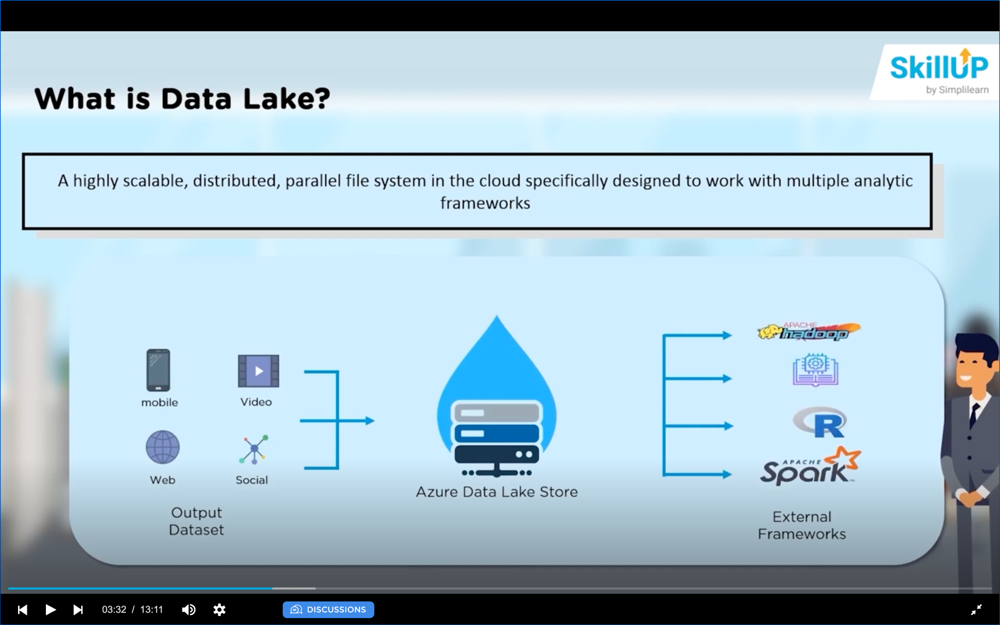 SkillUP
by Simplilearn
What is Data Lake?
A highly scalable, distributed, parallel file system in the cloud specifically designed to work with multiple analytic
frameworks
mobile
Video
Web
Social
Output
Dataset
Azure Data Lake Store
APACHE
hadoop
R
APACHE
Spark™
External
Frameworks
03:32 / 13:11
DISCUSSIONS